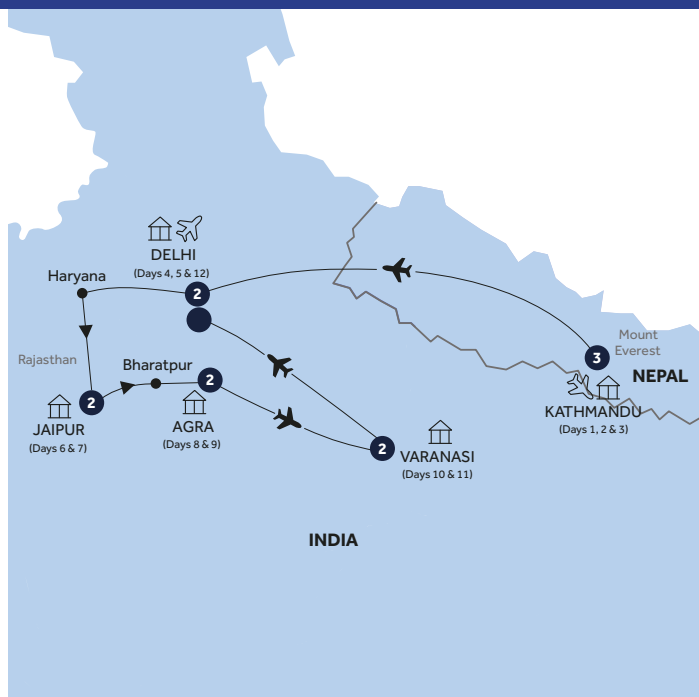 DELHI
(Days 4, 5 & 12)
Haryana
2
Mount
Everest
3
NEPAL
Rajasthan
Bharatpur
2
2
KATHMANDU
(Days 1, 2 & 3)
JAIPUR
(Days 6 & 7)
AGRA
(Days 8 & 9)
2
VARANASI
(Days 10 & 11)
INDIA